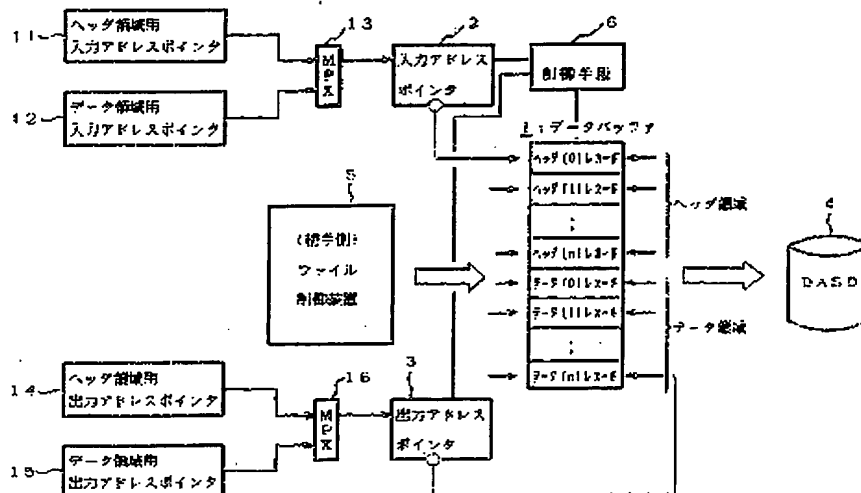 11
ヘッダ領域用
入力アドレスポインタ
12
データ領域用
入力アドレスポインタ
13
MPX
2
入力アドレス
ポインタ
6
制御手段
1:データバッファ
ヘッダ(0)レコード
ヘッダ(1)レコード
:
ヘッダ(n)レコード
データ(0)レコード
データ(1)レコード
:
データ(n)レコード
ヘッダ領域
データ領域
5
(相手側)
ファイル
制御装置
4
DASD
14
ヘッダ領域用
出力アドレスポインタ
15
データ領域用
出力アドレスポインタ
16
MPX
3
出力アドレス
ポインタ